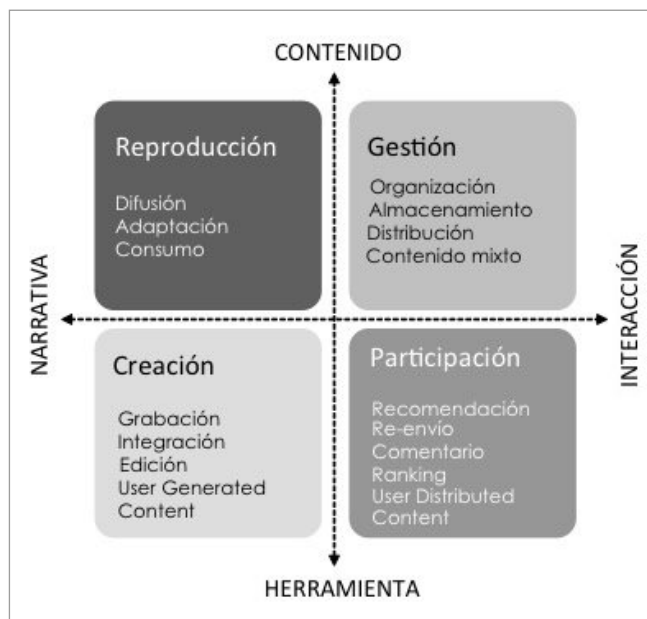 CONTENIDO
Reproducción
Difusión
Adaptación
Consumo
Gestión
Organización
Almacenamiento
Distribución
Contenido mixto
NARRATIVA
INTERACCIÓN
Creación
Grabación
Integración
Edición
User Generated
Content
Participación
Recomendación
Re-envío
Comentario
Ranking
User Distributed
Content
HERRAMIENTA